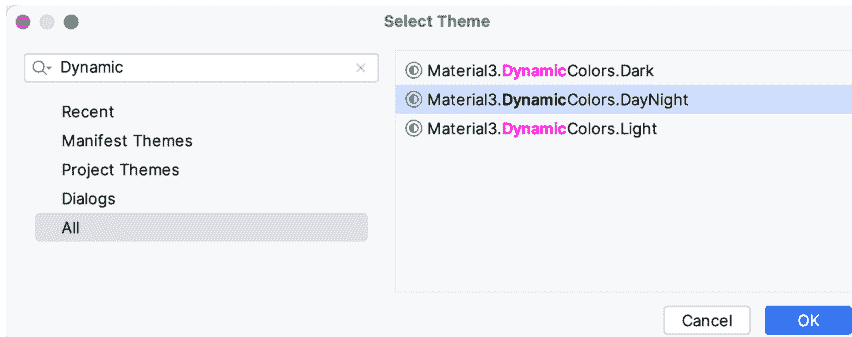 Select Theme
Dynamic
Recent
Manifest Themes
Project Themes
Dialogs
All
Material3.DynamicColors.Dark
Material3.DynamicColors.DayNight
Material3.DynamicColors.Light
Cancel
OK